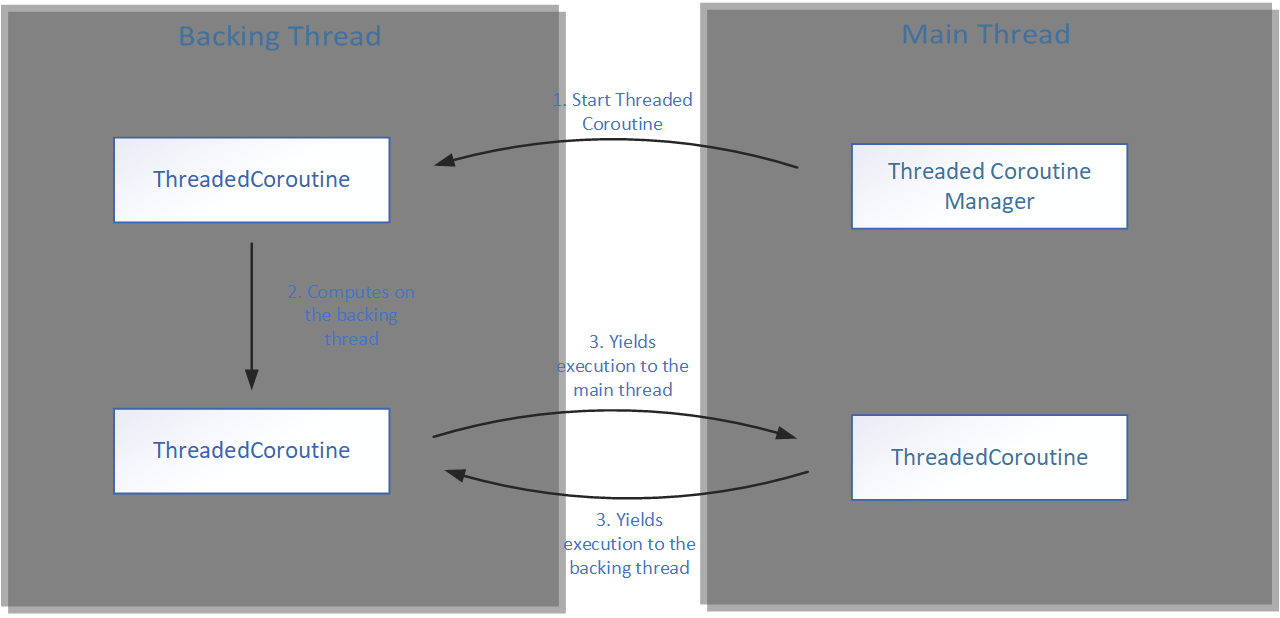 Backing Thread
Main Thread
1. Start Threaded
Coroutine
ThreadedCoroutine
Threaded Coroutine
Manager
2. Computes on
the backing
thread
3. Yields
execution to the
main thread
ThreadedCoroutine
ThreadedCoroutine
3. Yields
execution to the
backing thread